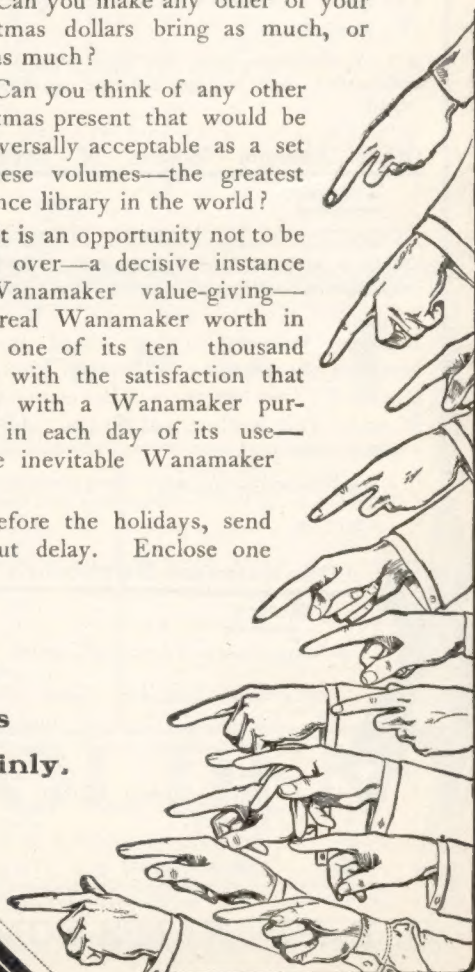 Can you make any other of your
tmas dollars bring as much, or
as much?
Can you think of any other
tmas present that would be
versally acceptable as a set
ese volumes—the greatest
nce library in the world?
t is an opportunity not to be
over—a decisive instance
Wanamaker value-giving—
real Wanamaker worth in
one of its ten thousand
with the satisfaction that
with a Wanamaker pur-
in each day of its use—
e inevitable Wanamaker
efore the holidays, send
ut delay. Enclose one
s
inly.